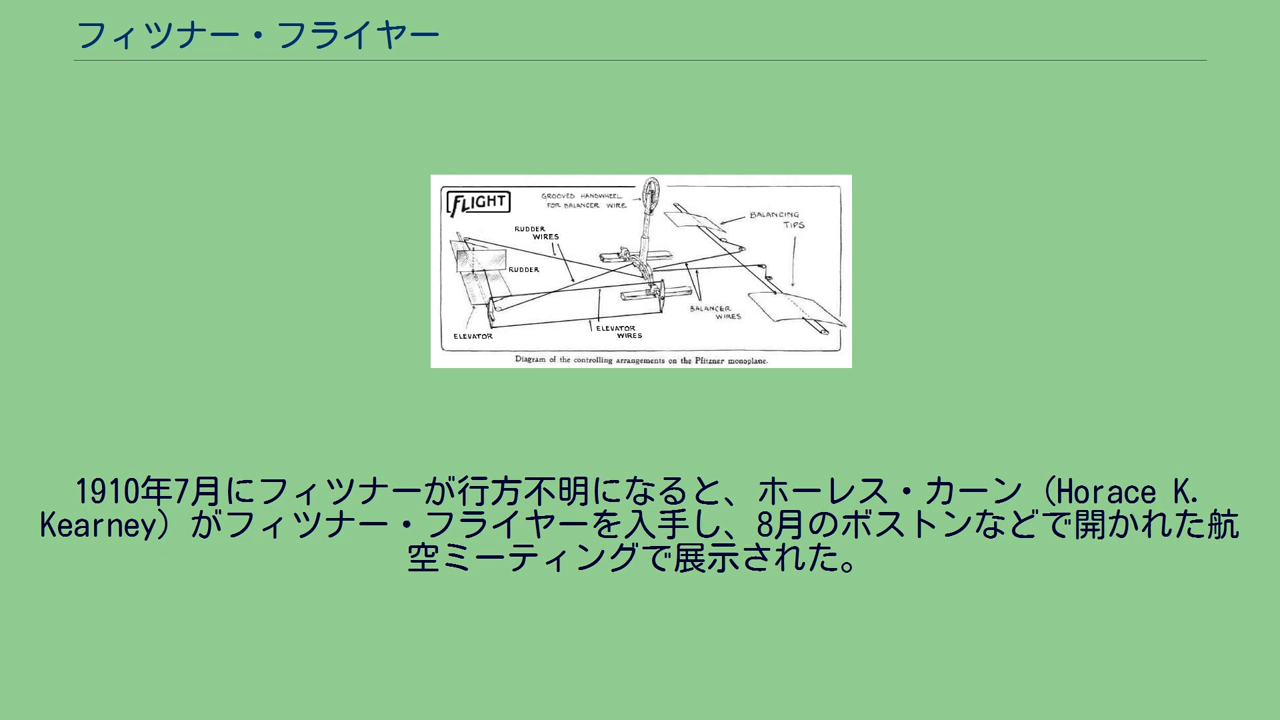 フィツナー・フライヤー
FLIGHT
GROOVED HANDWHEEL
FOR BALANCER WIRE
BALANCING
TIPS
RUDDER
WIRES
RUDDER
BALANCER
WIRES
ELEVATOR
WIRES
ELEVATOR
Diagram of the controlling arrangements on the Pfitzner monoplane.
1910年7月にフィツナーが行方不明になると、ホーレス・カーン（Horace K.
Kearney）がフィツナー・フライヤーを入手し、8月のボストンなどで開かれた航
空ミーティングで展示された。